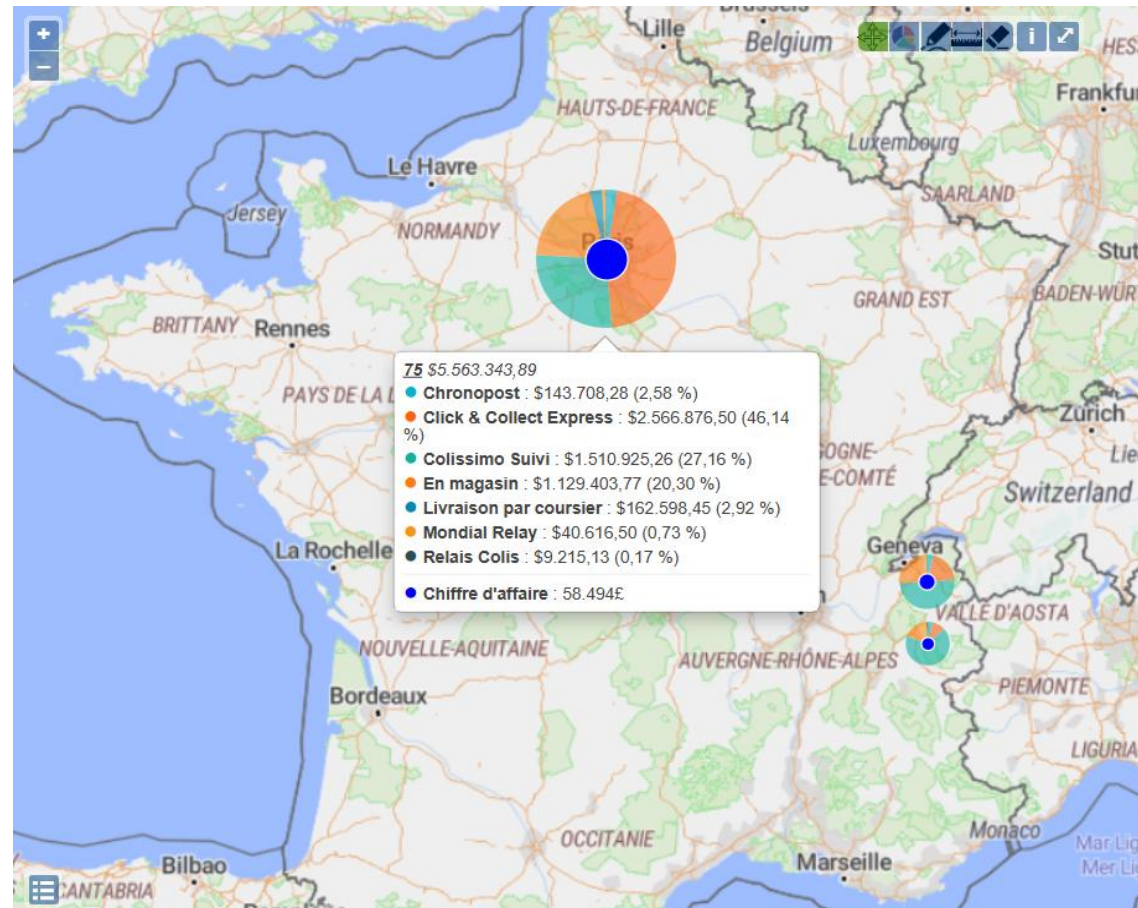 +
−
Lille
Belgium
i
HES
Frankfu
HAUTS-DE-FRANCE
Luxembourg
Le Havre
SAARLAND
Jersey
NORMANDY
Stut
GRAND EST
BADEN-WÜR
BRITTANY
Rennes
75 $5.563.343,89
PAYS DE LA L
Chronopost : $143.708,28 (2,58 %)
Click & Collect Express : $2.566.876,50 (46,14
%)
Colissimo Suivi : $1.510.925,26 (27,16 %)
En magasin : $1.129.403,77 (20,30 %)
Livraison par coursier : $162.598,45 (2,92 %)
Mondial Relay : $40.616,50 (0,73 %)
Relais Colis : $9.215,13 (0,17 %)
Chiffre d'affaire : 58.494£
Zürich
OGNE-
E-COMTÉ
Lie
Switzerland
La Rochelle
Geneva
VALLÉ D'AOSTA
NOUVELLE-AQUITAINE
AUVERGNE-RHÔNE-ALPES
PIEMONTE
Bordeaux
LIGURIA
OCCITANIE
Monaco
Mar Lig
Mer Li
Marseille
Bilbao
CANTABRIA